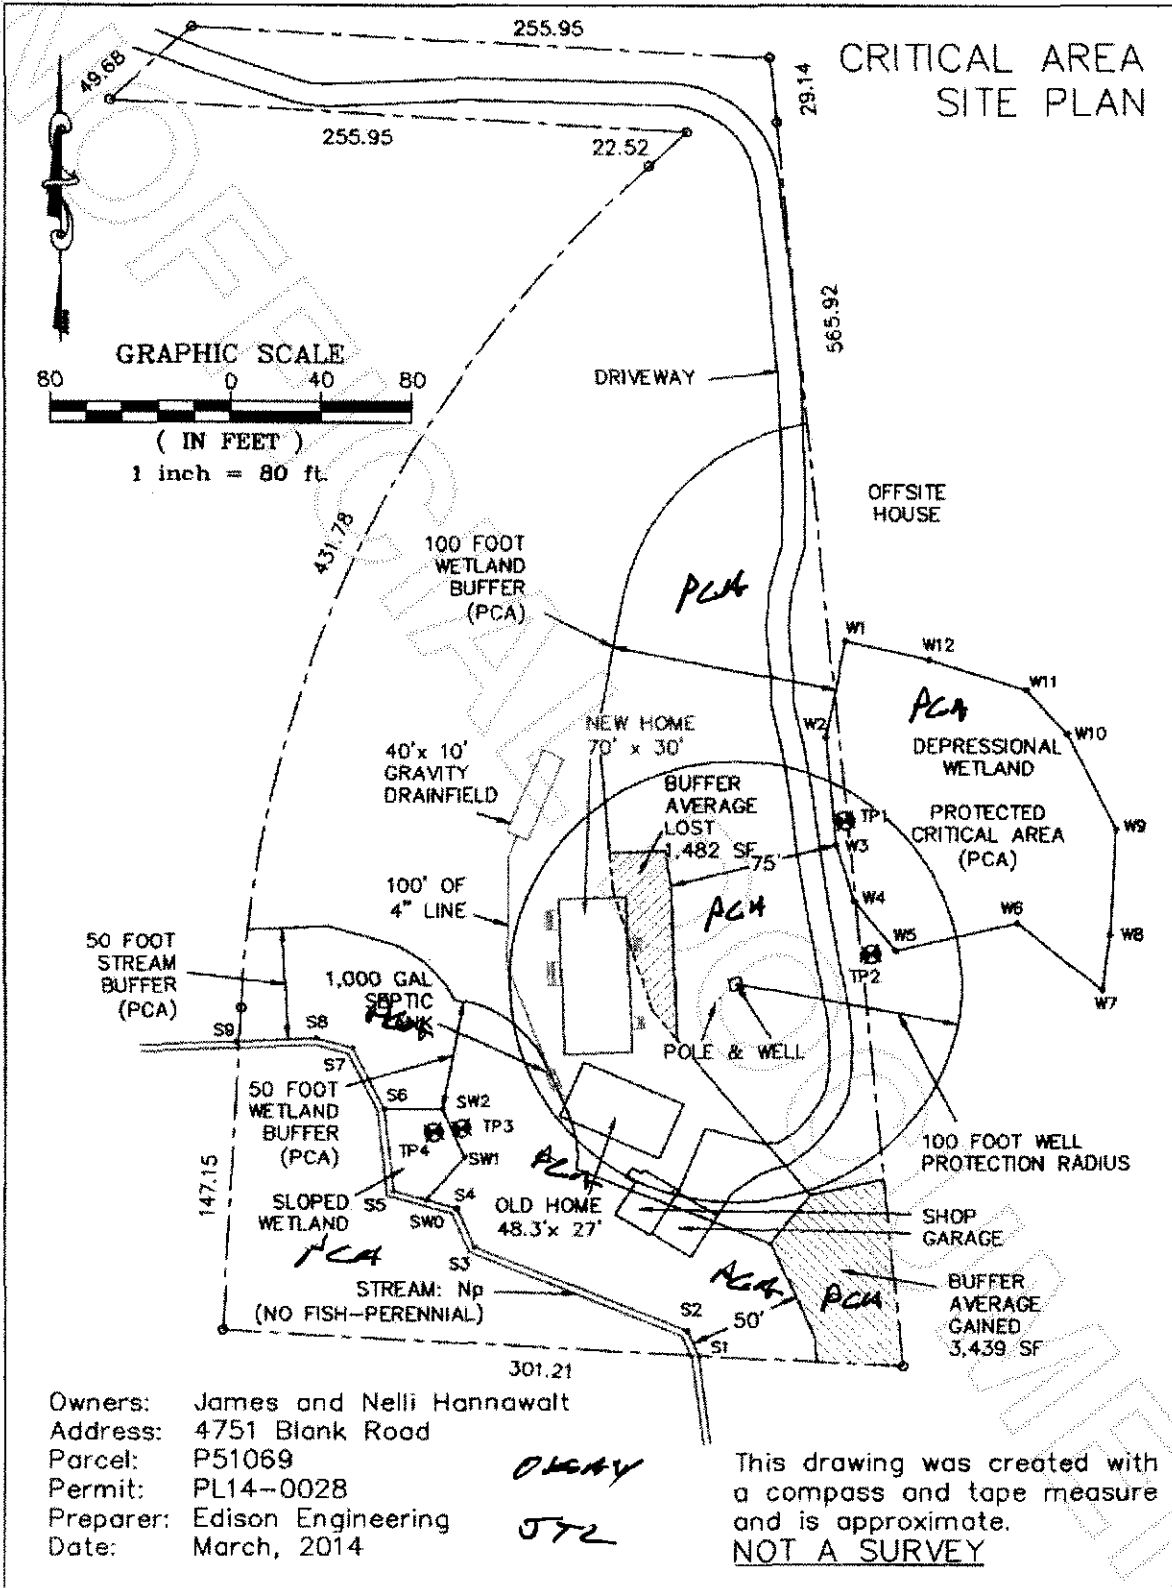 CRITICAL AREA
SITE PLAN
255.95
49.68
29.14
255.95
22.52
565.92
GRAPHIC SCALE
80 0 40 80
( IN FEET )
1 inch = 80 ft.
DRIVEWAY
OFFSITE
HOUSE
431.78
100 FOOT
WETLAND
BUFFER
(PCA)
PCA
W1
W12
W11
PCA
W2
W10
DEPRESSIONAL
WETLAND
NEW HOME
70' x 30'
40'x 10'
GRAVITY
DRAINFIELD
BUFFER
AVERAGE
LOST
1,482 SF
75'
TP1
W3
PROTECTED
CRITICAL AREA
(PCA)
W9
100' OF
4" LINE
PCA
W4
W5
W6
W8
W7
TP2
50 FOOT
STREAM
BUFFER
(PCA)
1,000 GAL
SEPTIC
TANK
PCA
POLE & WELL
S9
S8
S7
S6
50 FOOT
WETLAND
BUFFER
(PCA)
SW2
TP3
TP4
SW1
100 FOOT WELL
PROTECTION RADIUS
PCA
147.15
S5
SW0
S4
S3
SLOPED
WETLAND
PCA
OLD HOME
48.3'x 27'
SHOP
GARAGE
STREAM: Np
(NO FISH-PERENNIAL)
PCA
PCA
BUFFER
AVERAGE
GAINED
3,439 SF
S2
50'
S1
301.21
Owners: James and Nelli Hannawalt
Address: 4751 Blank Road
Parcel: P51069
Permit: PL14-0028
Preparer: Edison Engineering
Date: March, 2014
This drawing was created with
a compass and tape measure
and is approximate.
NOT A SURVEY
UNOFFICIAL DOCUMENT